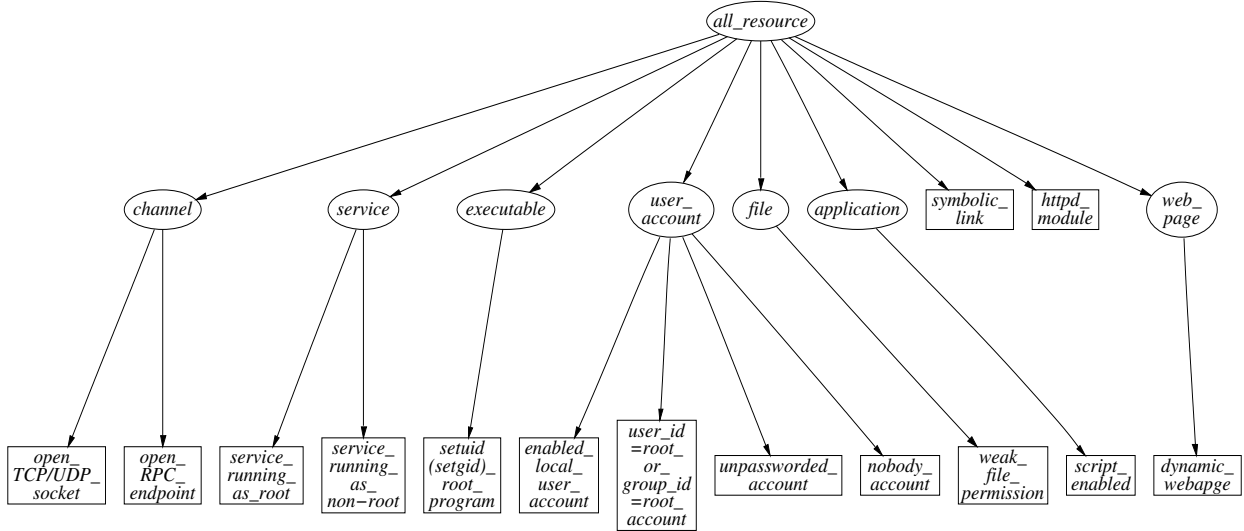 all_resource
channel
service
executable
user_
account
file
application
symbolic_
link
httpd_
module
web_
page
open_
TCP/UDP_
socket
open_
RPC_
endpoint
service_
running_
as_root
service_
running_
as_
non−root
setuid
(setgid)_
root_
program
enabled_
local_
user_
account
user_id
=root_
or_
group_id
=root_
account
unpassworded_
account
nobody_
account
weak_
file_
permission
script_
enabled
dynamic_
webapge